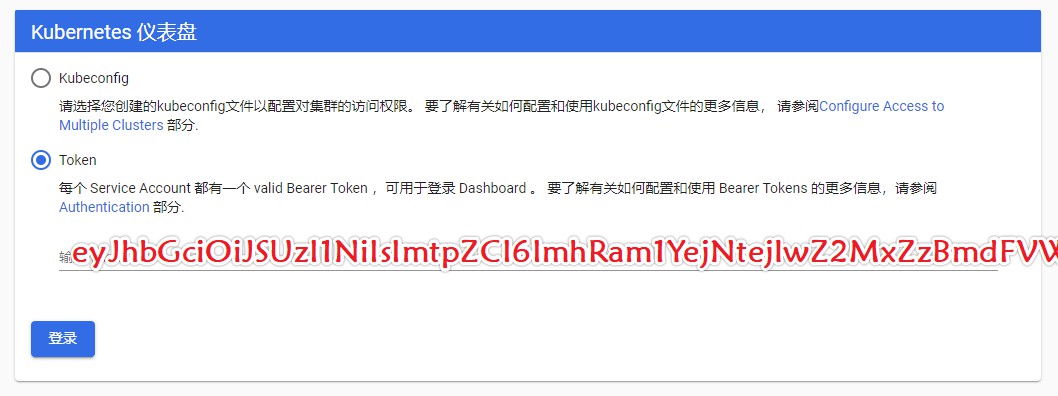 Kubernetes 仪表盘
Kubeconfig
请选择您创建的kubeconfig文件以配置对集群的访问权限。 要了解有关如何配置和使用kubeconfig文件的更多信息， 请参阅Configure Access to
Multiple Clusters 部分.
Token
每个 Service Account 都有一个 valid Bearer Token ，可用于登录 Dashboard 。 要了解有关如何配置和使用 Bearer Tokens 的更多信息，请参阅
Authentication 部分.
输
eyJhbGciOiJSUzI1NiIsImtpZCI6ImhRam1YejNtejIwZ2MxZzBmdFVW
登录